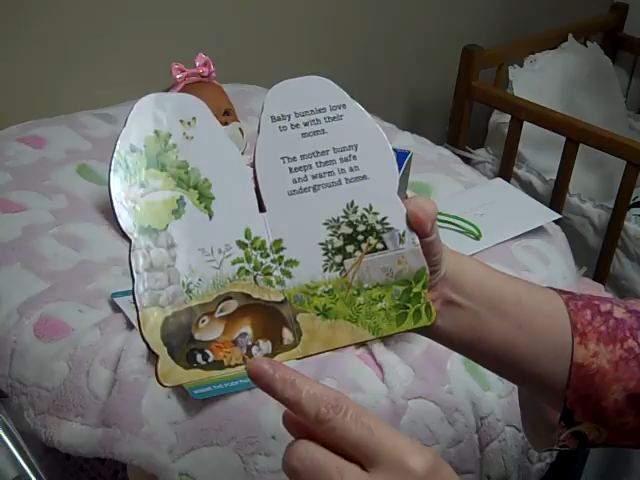 Baby bunnies love
to be with their
moms.
The mother bunny
keeps them safe
and warm in an
underground home.